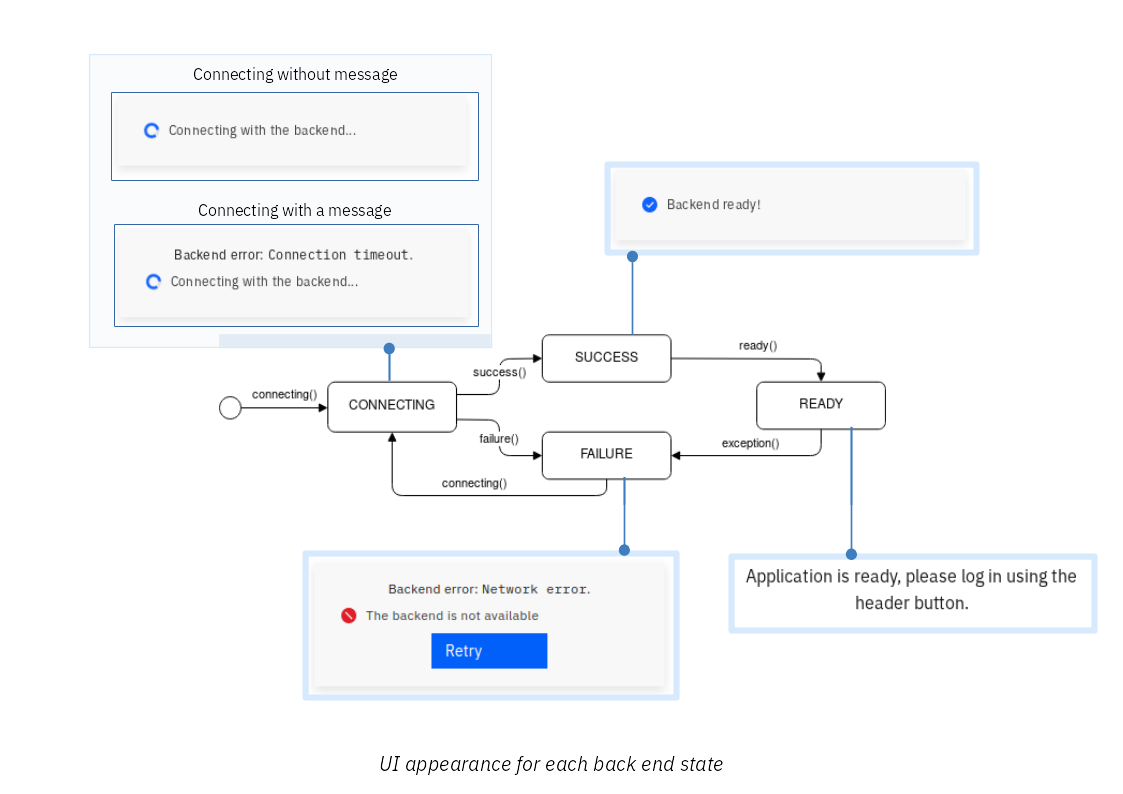 Connecting without message
Connecting with the backend...
Connecting with a message
Backend error: Connection timeout.
Connecting with the backend...
Backend ready!
connecting()
CONNECTING
success()
SUCCESS
ready()
READY
failure()
FAILURE
exception()
connecting()
Backend error: Network error.
The backend is not available
Retry
Application is ready, please log in using the
header button.
UI appearance for each back end state